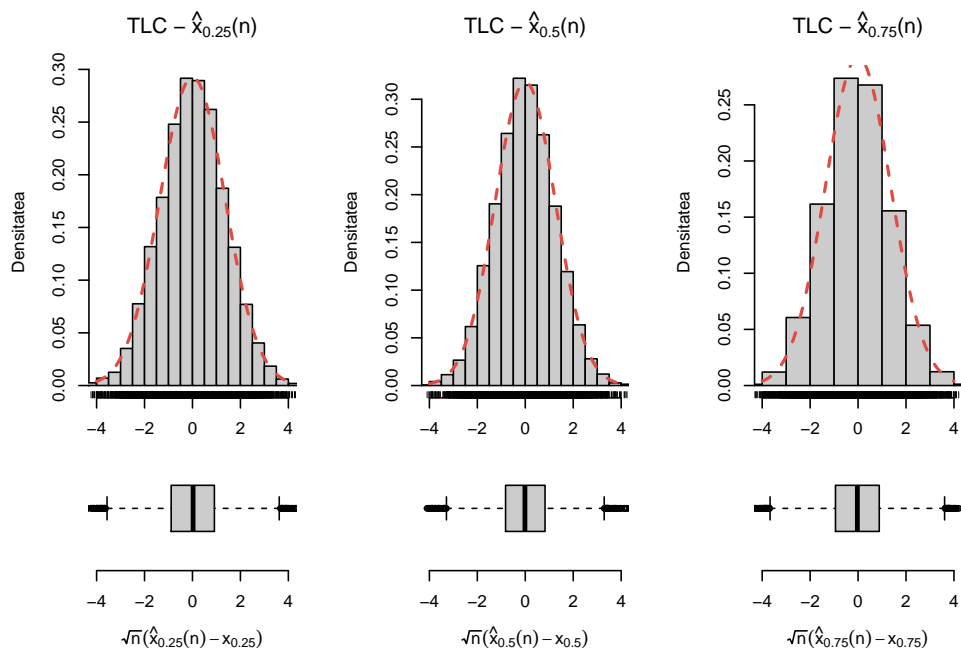 TLC − x̂0.25(n)
Densitatea
0.00 0.05 0.10 0.15 0.20 0.25 0.30
−4 −2 0 2 4
−4 −2 0 2 4
√n(x̂0.25(n) − x0.25)
TLC − x̂0.5(n)
Densitatea
0.00 0.05 0.10 0.15 0.20 0.25 0.30
−4 −2 0 2 4
−4 −2 0 2 4
√n(x̂0.5(n) − x0.5)
TLC − x̂0.75(n)
Densitatea
0.00 0.05 0.10 0.15 0.20 0.25
−4 −2 0 2 4
−4 −2 0 2 4
√n(x̂0.75(n) − x0.75)